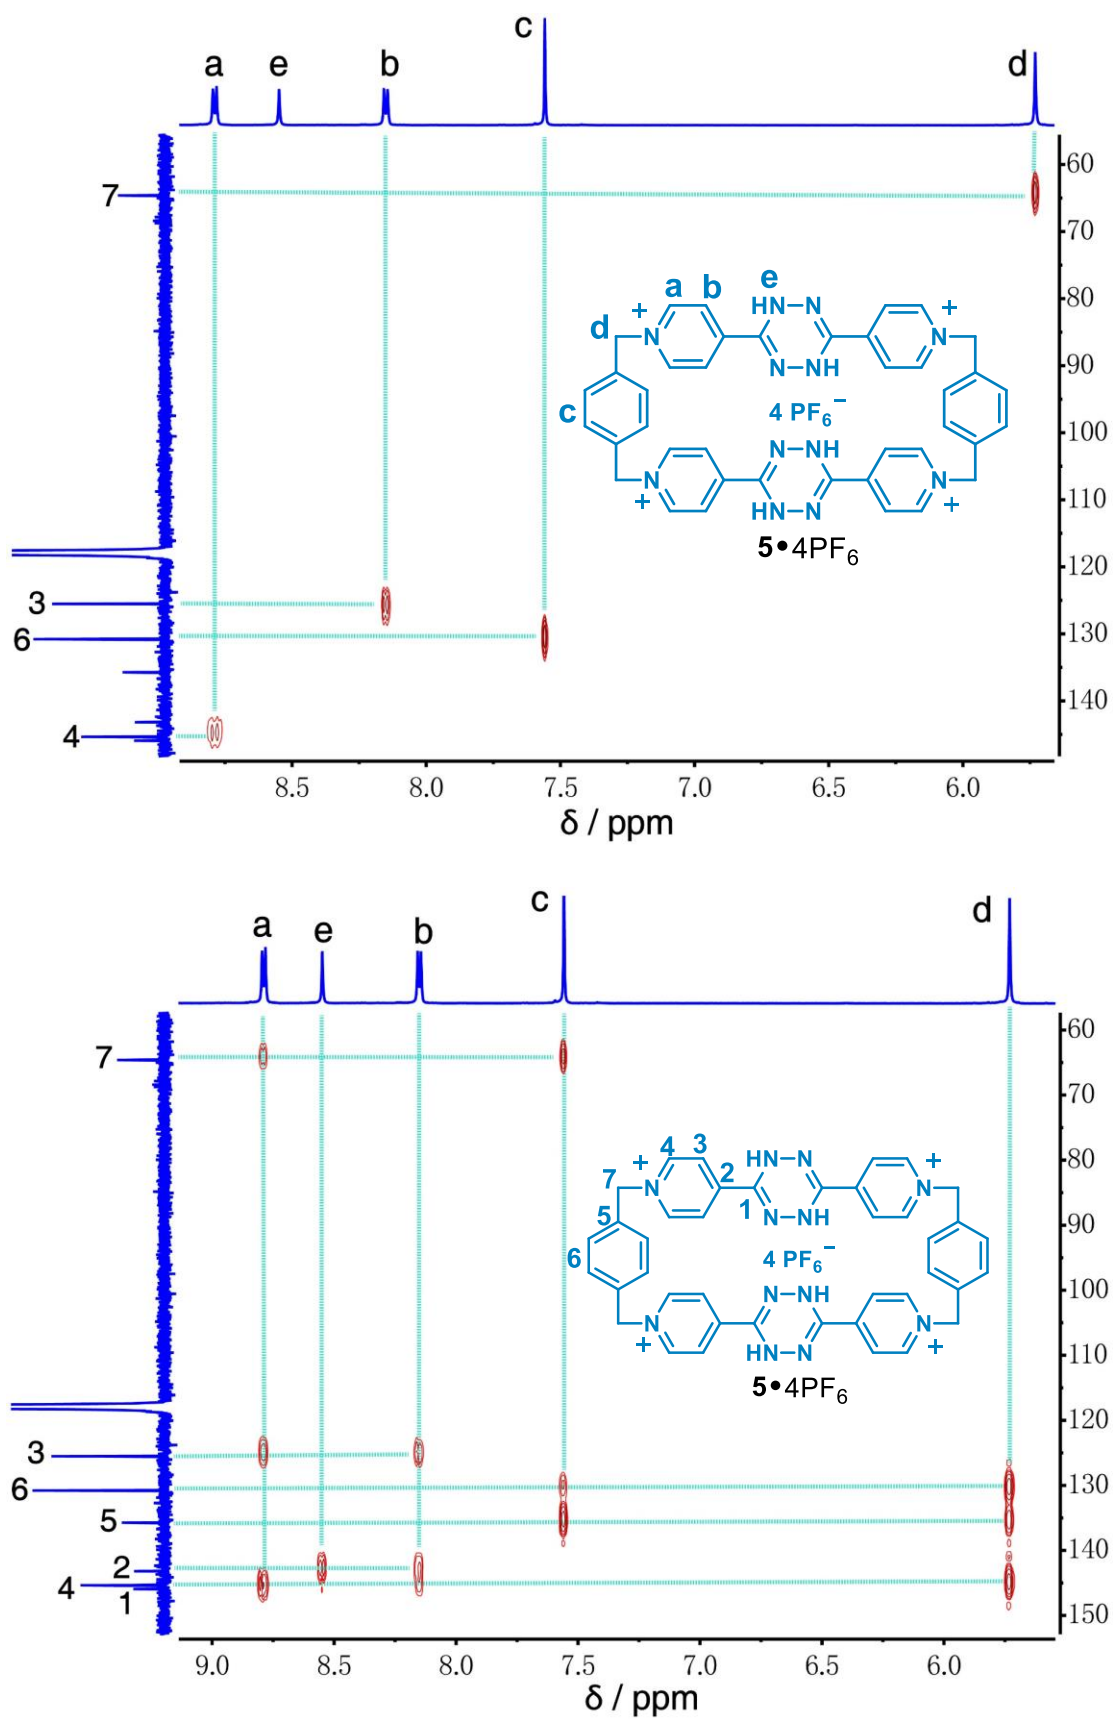 c
a e b d
7
60
70
80
90
100
110
120
130
140
a b e
HN N
d + N N + 
N NH
c 4 PF6−
N NH
+ N N +
HN N
5•4PF6
3
6
4
8.5 8.0 7.5 7.0 6.5 6.0
δ / ppm
c
a e b d
7
60
70
80
90
100
110
120
130
140
150
4 3 HN N
+ 2 +
7 N N
1 N NH
5
6 4 PF6−
N NH
N N
+ HN N +
5•4PF6
3
6
5
2
4
1
9.0 8.5 8.0 7.5 7.0 6.5 6.0
δ / ppm